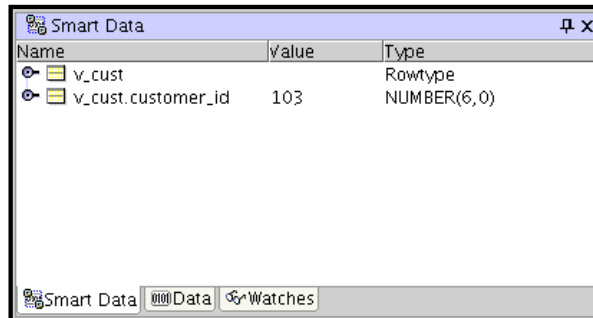 Smart Data
Name Value Type
v_cust Rowtype
v_cust.customer_id 103 NUMBER(6,0)
Smart Data Data Watches